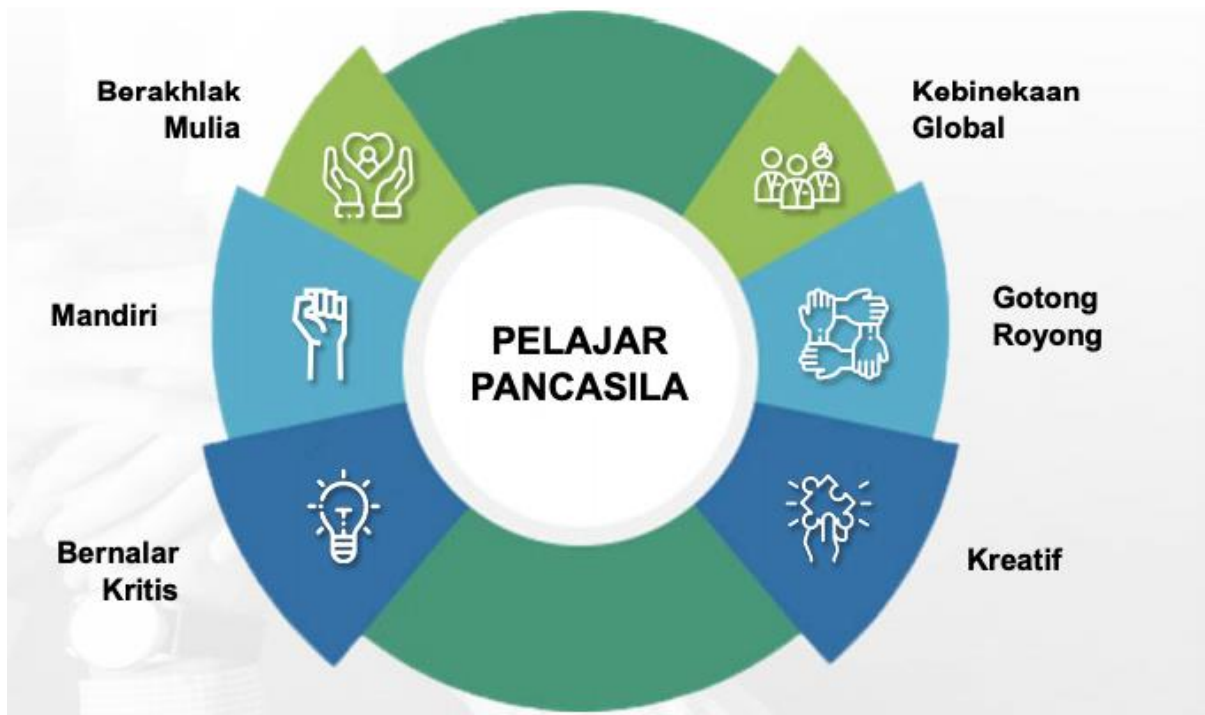 Berakhlak
Mulia
Kebinekaan
Global
Mandiri
PELAJAR
PANCASILA
Gotong
Royong
Bernalar
Kritis
Kreatif